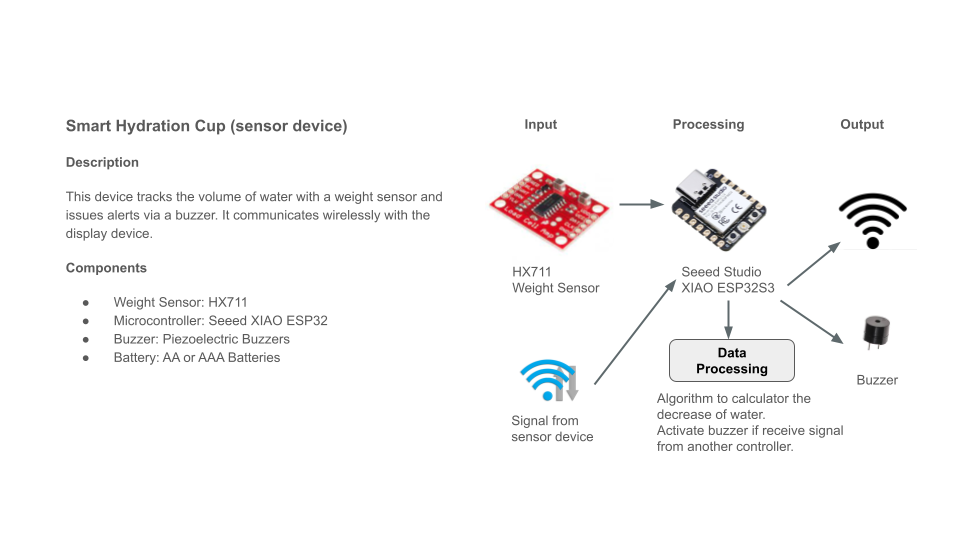 Smart Hydration Cup (sensor device)
Description
This device tracks the volume of water with a weight sensor and
issues alerts via a buzzer. It communicates wirelessly with the
display device.
Components
● Weight Sensor: HX711
● Microcontroller: Seeed XIAO ESP32
● Buzzer: Piezoelectric Buzzers
● Battery: AA or AAA Batteries
Input
Processing
Output
HX711
Weight Sensor
Seeed Studio
XIAO ESP32S3
Data
Processing
Buzzer
Algorithm to calculator the
decrease of water.
Activate buzzer if receive signal
from another controller.
Signal from
sensor device